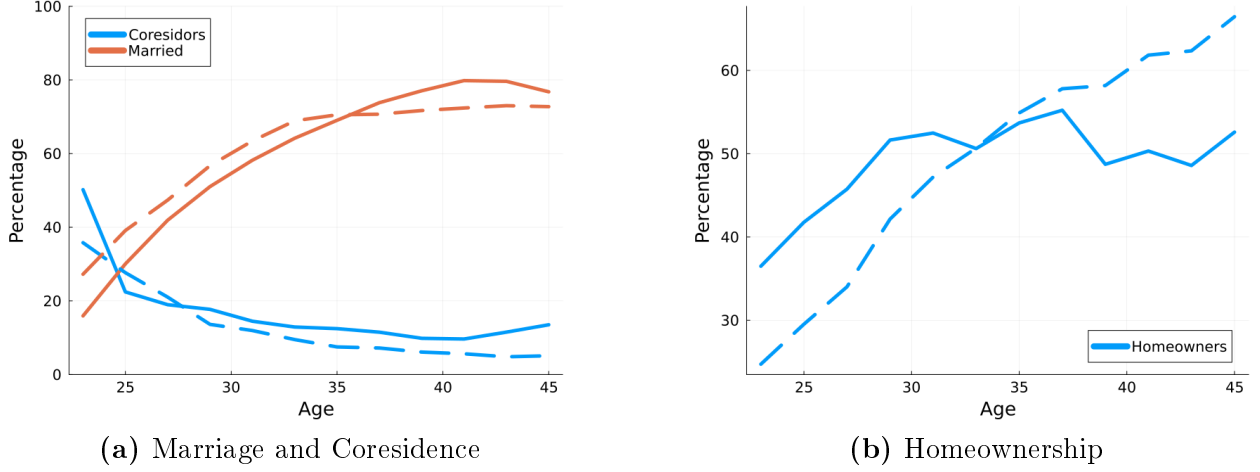 100
80
60
40
20
0
Percentage
Coresidors
Married
25
30
35
40
45
Age
(a) Marriage and Coresidence
60
50
40
30
Percentage
Homeowners
25
30
35
40
45
Age
(b) Homeownership